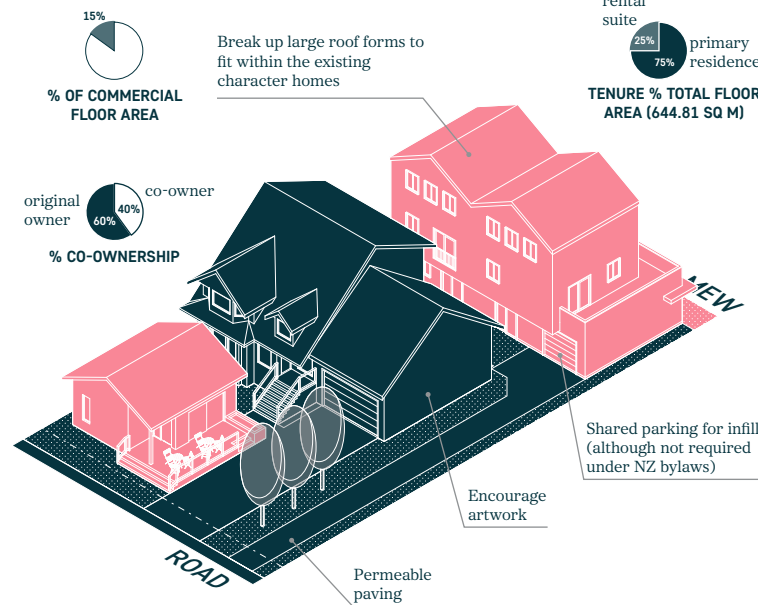 15%
% OF COMMERCIAL
FLOOR AREA
Break up large roof forms to
fit within the existing
character homes
rental
suite
25%
75%
primary
residence
TENURE % TOTAL FLOOR
AREA (644.81 SQ M)
original
owner
60%
40%
co-owner
% CO-OWNERSHIP
MEW
Shared parking for infill
(although not required
under NZ bylaws)
Encourage
artwork
ROAD
Permeable
paving